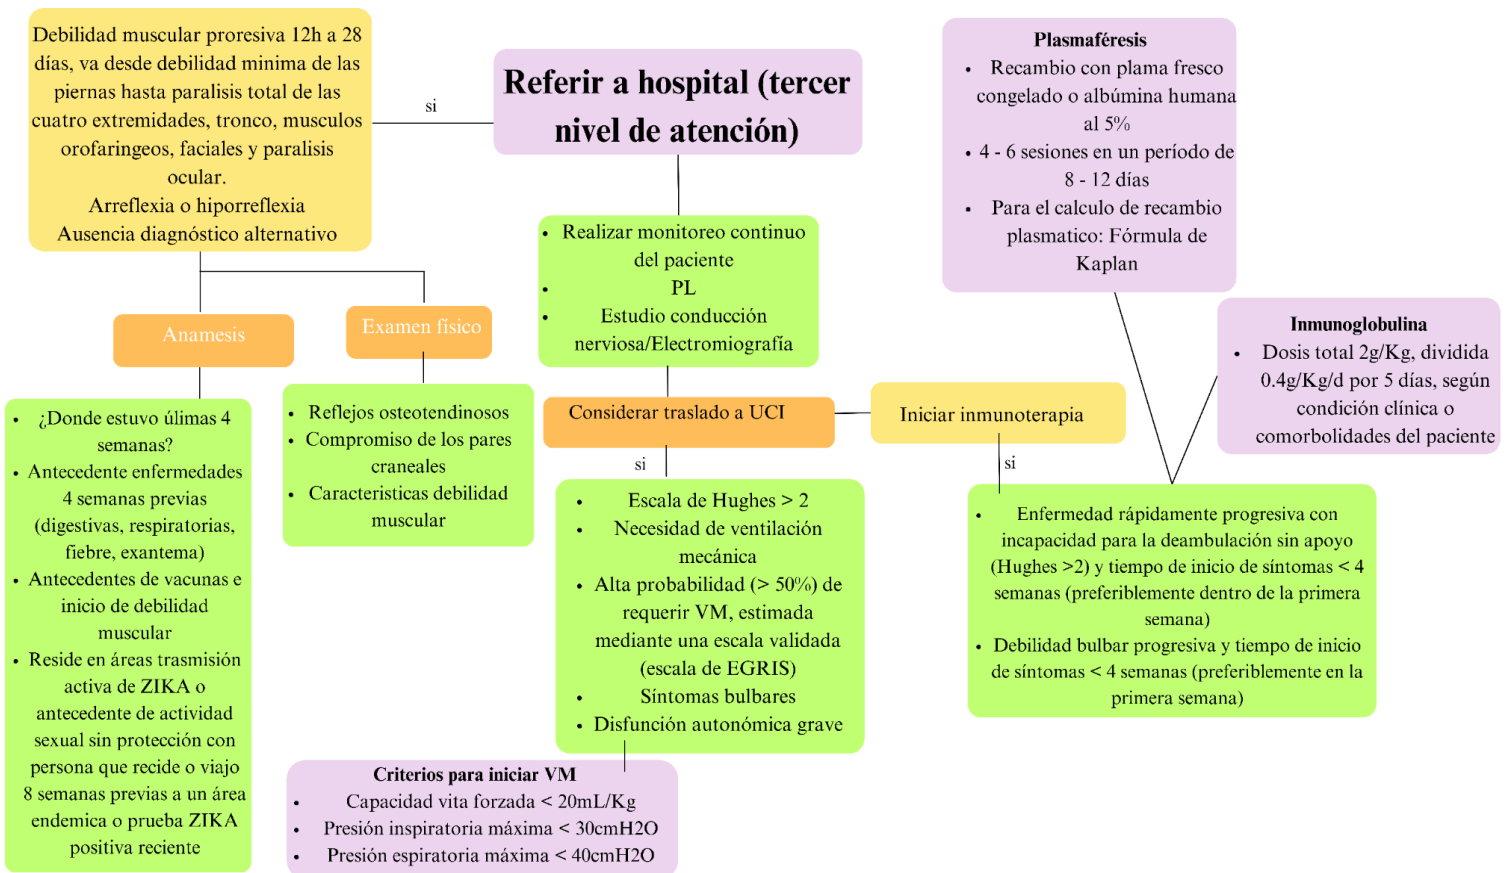 Debilidad muscular proresiva 12h a 28
días, va desde debilidad minima de las
piernas hasta paralisis total de las
cuatro extremidades, tronco, musculos
orofaringeos, faciales y paralisis
ocular.
Arreflexia o hiporreflexia
Ausencia diagnóstico alternativo
si
Referir a hospital (tercer
nivel de atención)
Plasmaféresis
• Recambio con plama fresco
congelado o albúmina humana
al 5%
• 4 - 6 sesiones en un período de
8 - 12 días
• Para el calculo de recambio
plasmatico: Fórmula de
Kaplan
Anamesis
Examen físico
• Realizar monitoreo continuo
del paciente
• PL
• Estudio conducción
nerviosa/Electromiografía
Inmunoglobulina
• Dosis total 2g/Kg, dividida
0.4g/Kg/d por 5 días, según
condición clínica o
comorbolidades del paciente
• ¿Donde estuvo úlimas 4
semanas?
• Antecedente enfermedades
4 semanas previas
(digestivas, respiratorias,
fiebre, exantema)
• Antecedentes de vacunas e
inicio de debilidad
muscular
• Reside en áreas trasmisión
activa de ZIKA o
antecedente de actividad
sexual sin protección con
persona que recide o viajo
8 semanas previas a un área
endemica o prueba ZIKA
positiva reciente
• Reflejos osteotendinosos
• Compromiso de los pares
craneales
• Caracteristicas debilidad
muscular
Considerar traslado a UCI
Iniciar inmunoterapia
si
si
• Escala de Hughes > 2
• Necesidad de ventilación
mecánica
• Alta probabilidad (> 50%) de
requerir VM, estimada
mediante una escala validada
(escala de EGRIS)
• Síntomas bulbares
• Disfunción autonómica grave
• Enfermedad rápidamente progresiva con
incapacidad para la deambulación sin apoyo
(Hughes >2) y tiempo de inicio de síntomas < 4
semanas (preferiblemente dentro de la primera
semana)
• Debilidad bulbar progresiva y tiempo de inicio
de síntomas < 4 semanas (preferiblemente en la
primera semana)
Criterios para iniciar VM
• Capacidad vita forzada < 20mL/Kg
• Presión inspiratoria máxima < 30cmH2O
• Presión espiratoria máxima < 40cmH2O